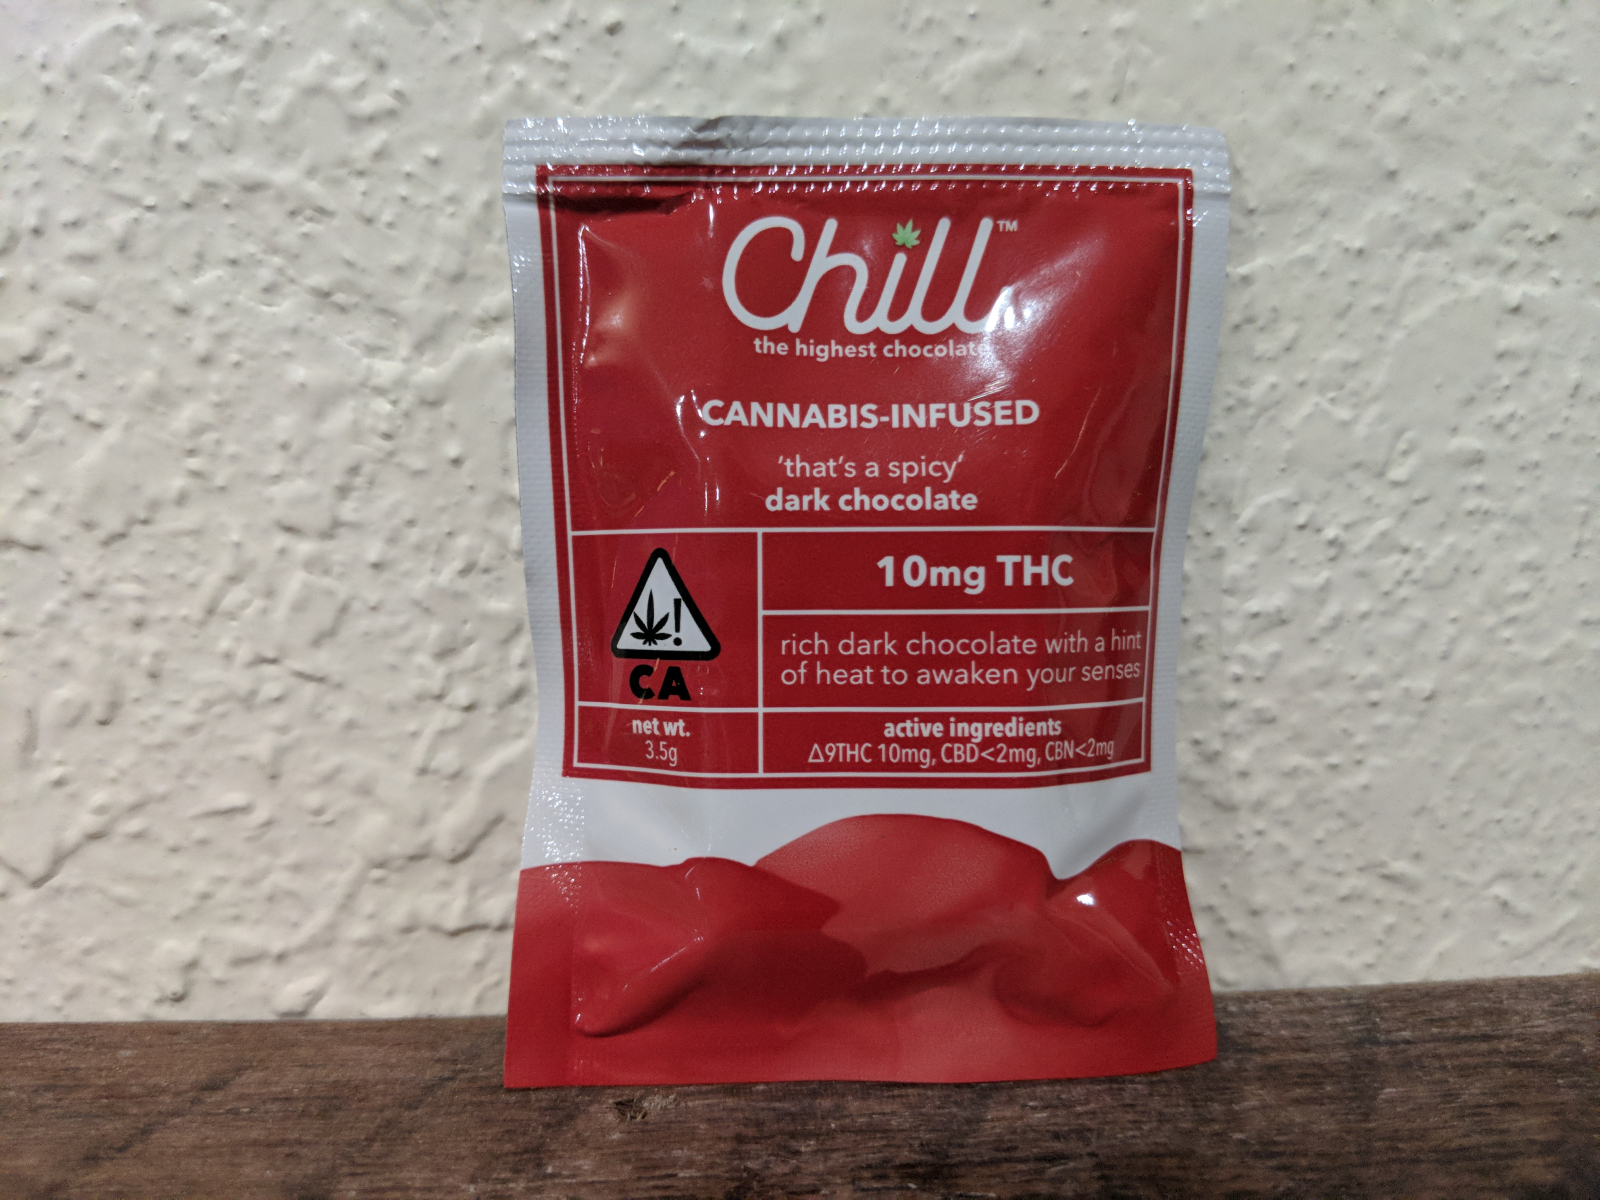 Chill™
the highest chocolate
CANNABIS-INFUSED
'that's a spicy'
dark chocolate
10mg THC
!
CA
rich dark chocolate with a hint
of heat to awaken your senses
net wt.
3.5g
active ingredients
Δ9THC 10mg, CBD<2mg, CBN<2mg